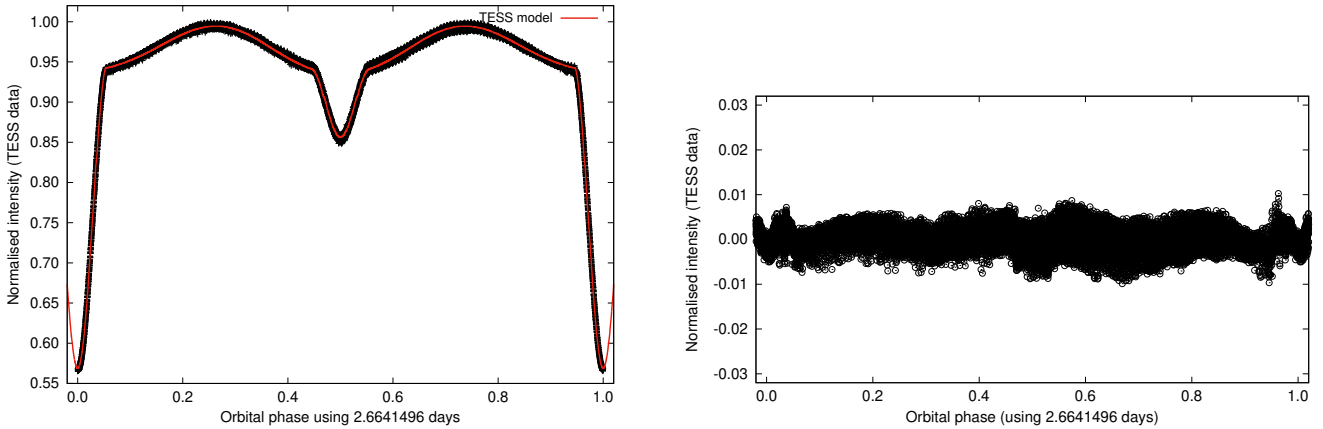 TESS model
Normalised intensity (TESS data)
1.00
0.95
0.90
0.85
0.80
0.75
0.70
0.65
0.60
0.55
0.0 0.2 0.4 0.6 0.8 1.0
Orbital phase using 2.6641496 days
Normalised intensity (TESS data)
0.03
0.02
0.01
0.00
-0.01
-0.02
-0.03
0.0 0.2 0.4 0.6 0.8 1.0
Orbital phase (using 2.6641496 days)